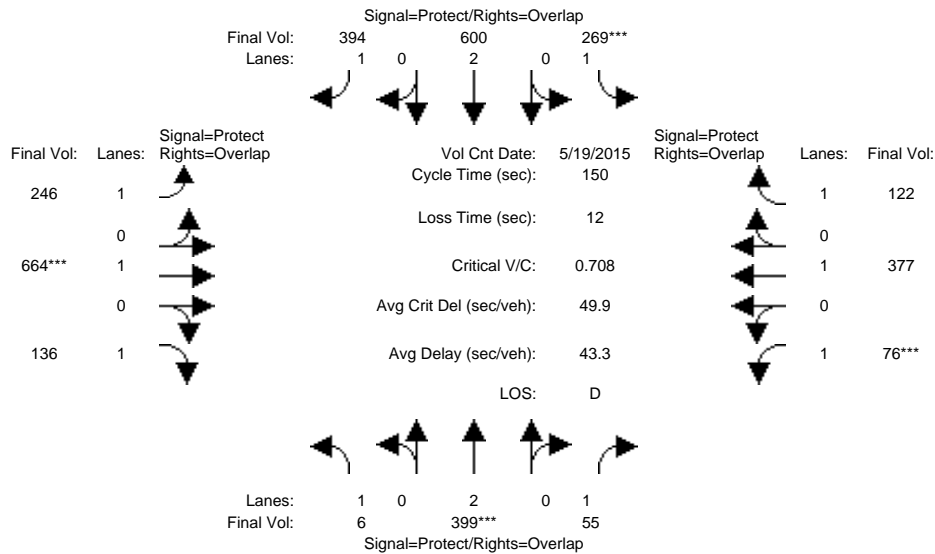 Signal=Protect/Rights=Overlap
Final Vol: 394 600 269***
Lanes: 1 0 2 0 1
Signal=Protect Signal=Protect
Final Vol: Lanes: Rights=Overlap Vol Cnt Date: 5/19/2015 Rights=Overlap Lanes: Final Vol:
Cycle Time (sec): 150
246 1 1 122
Loss Time (sec): 12
0 0
664*** 1 Critical V/C: 0.708 1 377
0 Avg Crit Del (sec/veh): 49.9 0
136 1 Avg Delay (sec/veh): 43.3 1 76***
LOS: D
Lanes: 1 0 2 0 1
Final Vol: 6 399*** 55
Signal=Protect/Rights=Overlap